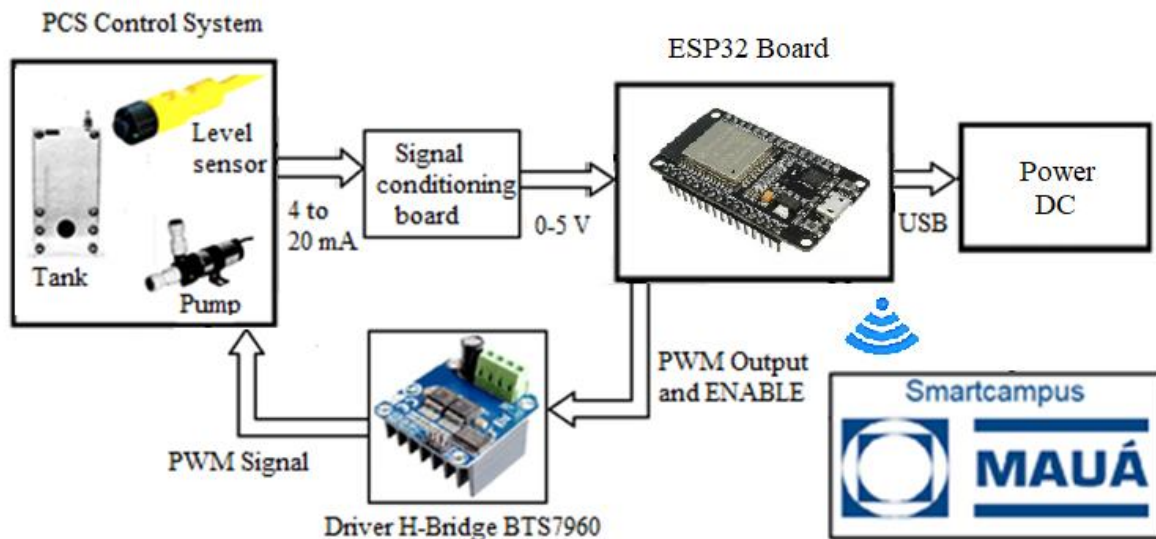 PCS Control System
ESP32 Board
Level
sensor
Tank
Pump
4 to
20 mA
Signal
conditioning
board
0-5 V
USB
Power
DC
PWM Output
and ENABLE
PWM Signal
Driver H-Bridge BTS7960
Smartcampus
MAUÁ